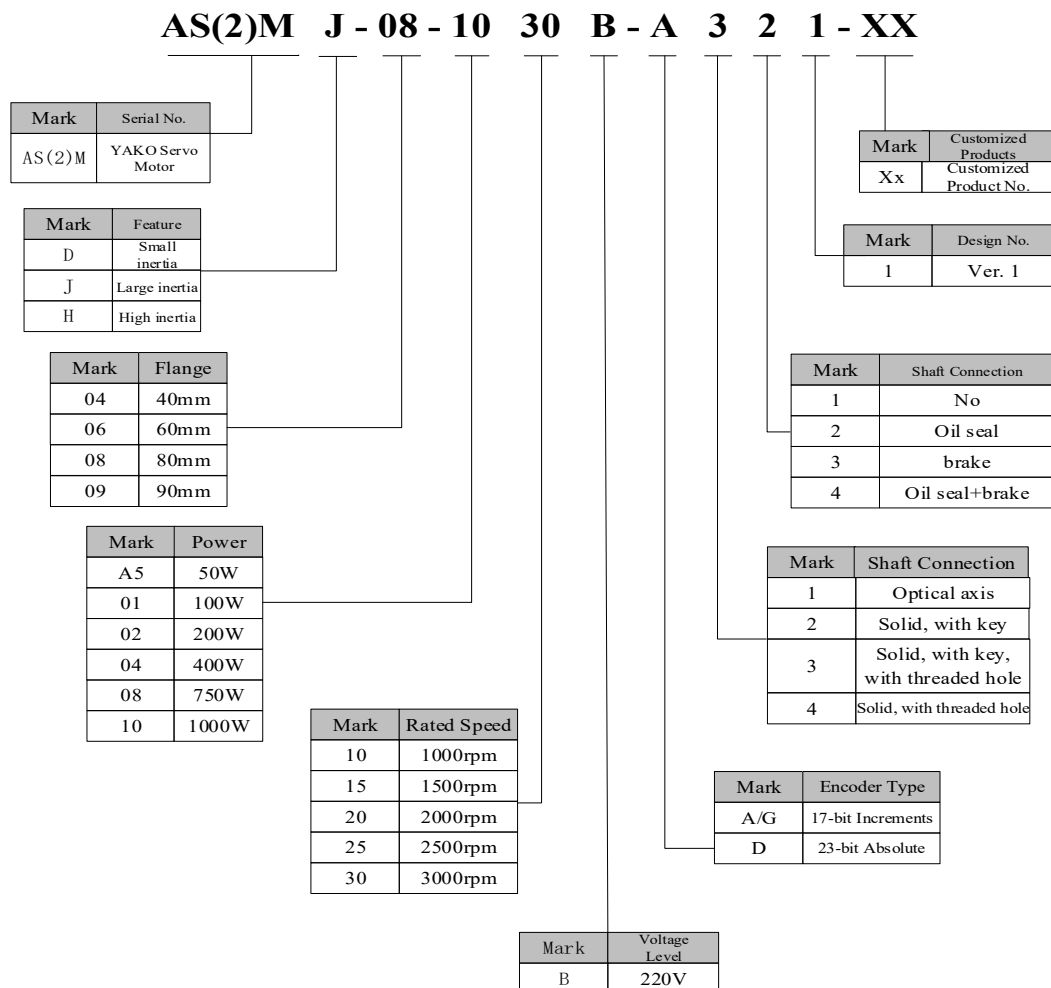 AS(2)M J - 08 - 10 30 B - A 3 2 1 - XX
Mark Serial No.
AS(2)M YAKO Servo
Motor
Mark Customized
Products
Xx Customized
Product No.
Mark Feature
D Small
inertia
J Large inertia
H High inertia
Mark Design No.
1 Ver. 1
Mark Flange
04 40mm
06 60mm
08 80mm
09 90mm
Mark Shaft Connection
1 No
2 Oil seal
3 brake
4 Oil seal+brake
Mark Power
A5 50W
01 100W
02 200W
04 400W
08 750W
10 1000W
Mark Shaft Connection
1 Optical axis
2 Solid, with key
3 Solid, with key,
with threaded hole
4 Solid, with threaded hole
Mark Rated Speed
10 1000rpm
15 1500rpm
20 2000rpm
25 2500rpm
30 3000rpm
Mark Encoder Type
A/G 17-bit Increments
D 23-bit Absolute
Mark Voltage
Level
B 220V